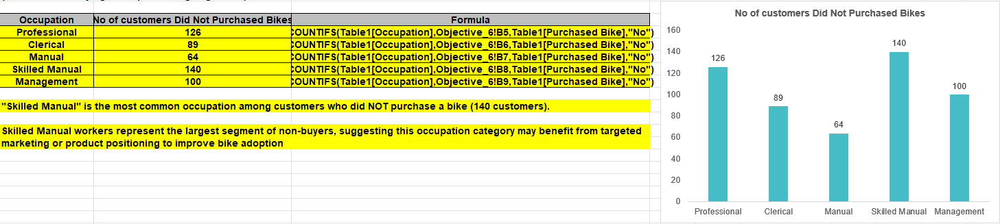 Occupation No of customers Did Not Purchased Bikes Formula
Professional 126 COUNTIFS(Table1[Occupation],Objective_6!B5,Table1[Purchased Bike],"No")
Clerical 89 COUNTIFS(Table1[Occupation],Objective_6!B6,Table1[Purchased Bike],"No")
Manual 64 COUNTIFS(Table1[Occupation],Objective_6!B7,Table1[Purchased Bike],"No")
Skilled Manual 140 COUNTIFS(Table1[Occupation],Objective_6!B8,Table1[Purchased Bike],"No")
Management 100 COUNTIFS(Table1[Occupation],Objective_6!B9,Table1[Purchased Bike],"No")
"Skilled Manual" is the most common occupation among customers who did NOT purchase a bike (140 customers).
Skilled Manual workers represent the largest segment of non-buyers, suggesting this occupation category may benefit from targeted
marketing or product positioning to improve bike adoption
No of customers Did Not Purchased Bikes
160
140
120
100
80
60
40
20
0
126
89
64
140
100
Professional Clerical Manual Skilled Manual Management